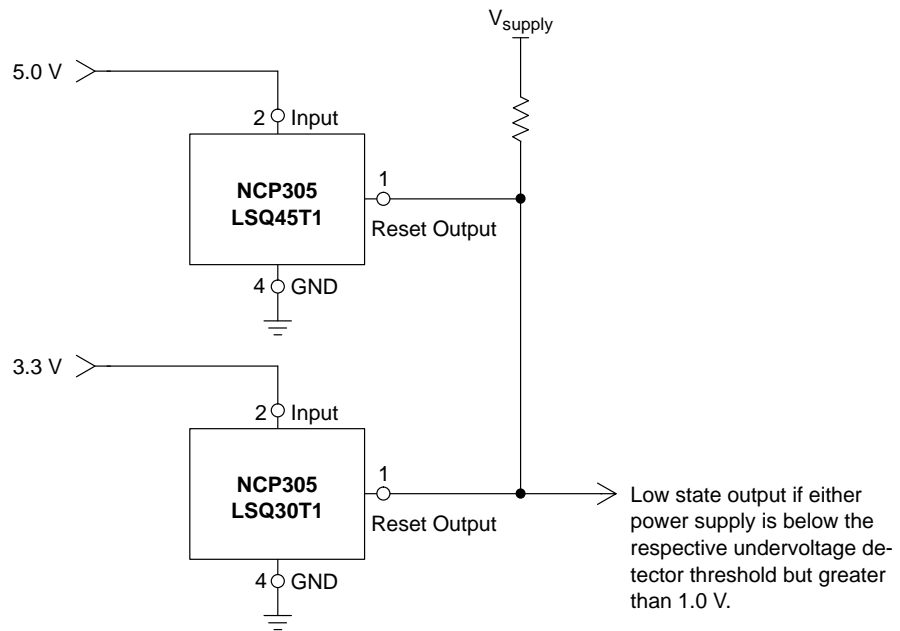 Vsupply
5.0 V
2 Input
NCP305
LSQ45T1
1
Reset Output
4 GND
3.3 V
2 Input
NCP305
LSQ30T1
1
Reset Output
4 GND
Low state output if either
power supply is below the
respective undervoltage de-
tector threshold but greater
than 1.0 V.